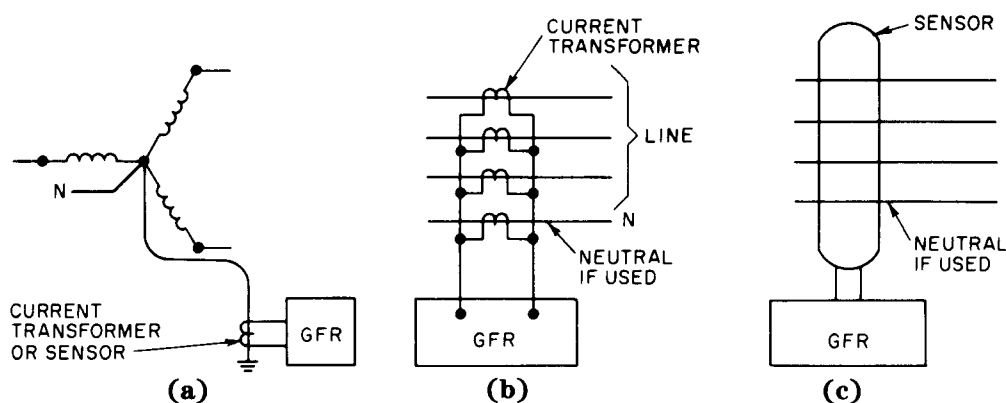 N
CURRENT
TRANSFORMER
OR SENSOR
GFR
(a)
CURRENT
TRANSFORMER
LINE
N
NEUTRAL
IF USED
GFR
(b)
SENSOR
NEUTRAL
IF USED
GFR
(c)